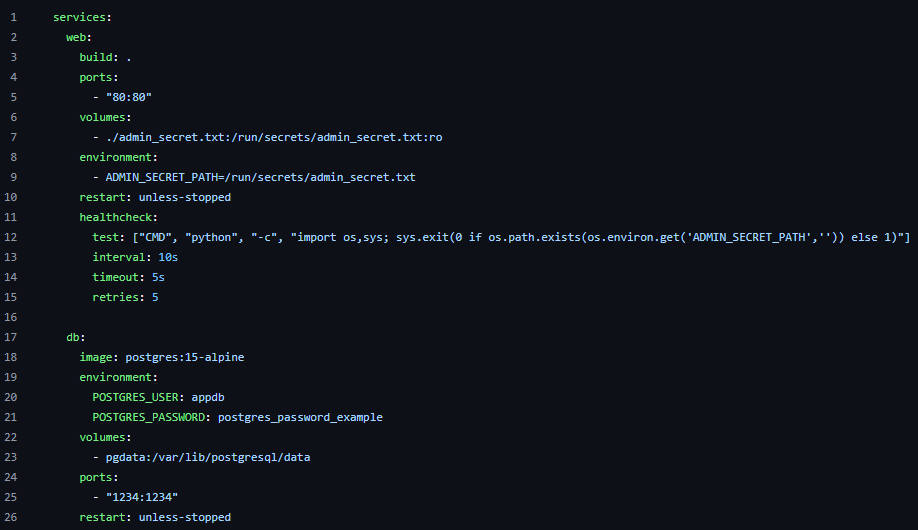 1 services:
2   web:
3     build: .
4     ports:
5       - "80:80"
6     volumes:
7       - ./admin_secret.txt:/run/secrets/admin_secret.txt:ro
8     environment:
9       - ADMIN_SECRET_PATH=/run/secrets/admin_secret.txt
10     restart: unless-stopped
11     healthcheck:
12       test: ["CMD", "python", "-c", "import os,sys; sys.exit(0 if os.path.exists(os.environ.get('ADMIN_SECRET_PATH','')) else 1)"]
13       interval: 10s
14       timeout: 5s
15       retries: 5
16
17   db:
18     image: postgres:15-alpine
19     environment:
20       POSTGRES_USER: appdb
21       POSTGRES_PASSWORD: postgres_password_example
22     volumes:
23       - pgdata:/var/lib/postgresql/data
24     ports:
25       - "1234:1234"
26     restart: unless-stopped